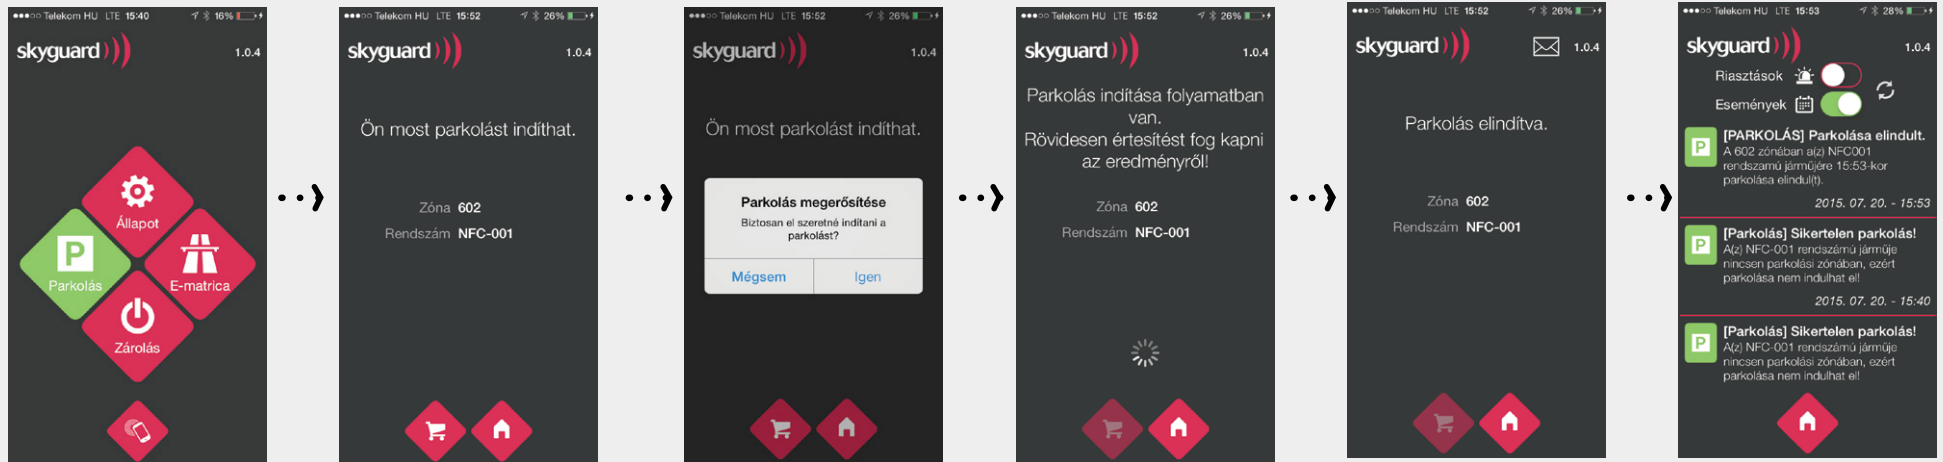 Telekom HU LTE 15:40 16%
skyguard 1.0.4
Állapot
P
Parkolás
E-matrica
Zárolás
Telekom HU LTE 15:52 26%
skyguard 1.0.4
Ön most parkolást indíthat.
Zóna 602
Rendszám NFC-001
Telekom HU LTE 15:52 26%
skyguard 1.0.4
Ön most parkolást indíthat.
Parkolás megerősítése
Biztosan el szeretné indítani a
parkolást?
Mégsem Igen
Telekom HU LTE 15:52 26%
skyguard 1.0.4
Parkolás indítása folyamatban
van.
Rövidesen értesítést fog kapni
az eredményről!
Zóna 602
Rendszám NFC-001
Telekom HU LTE 15:52 26%
skyguard 1.0.4
Parkolás elindítva.
Zóna 602
Rendszám NFC-001
Telekom HU LTE 15:53 28%
skyguard 1.0.4
Riasztások
Események
P
[PARKOLÁS] Parkolása elindult.
A 602 zónában a(z) NFC001
rendszamú járműjére 15:53-kor
parkolása elindul(t).
2015. 07. 20. - 15:53
P
[Parkolás] Sikertelen parkolás!
A(z) NFC-001 rendszámú járműje
nincsen parkolási zónában, ezért
parkolása nem indulhat el!
2015. 07. 20. - 15:40
P
[Parkolás] Sikertelen parkolás!
A(z) NFC-001 rendszámú járműje
nincsen parkolási zónában, ezért
parkolása nem indulhat el!